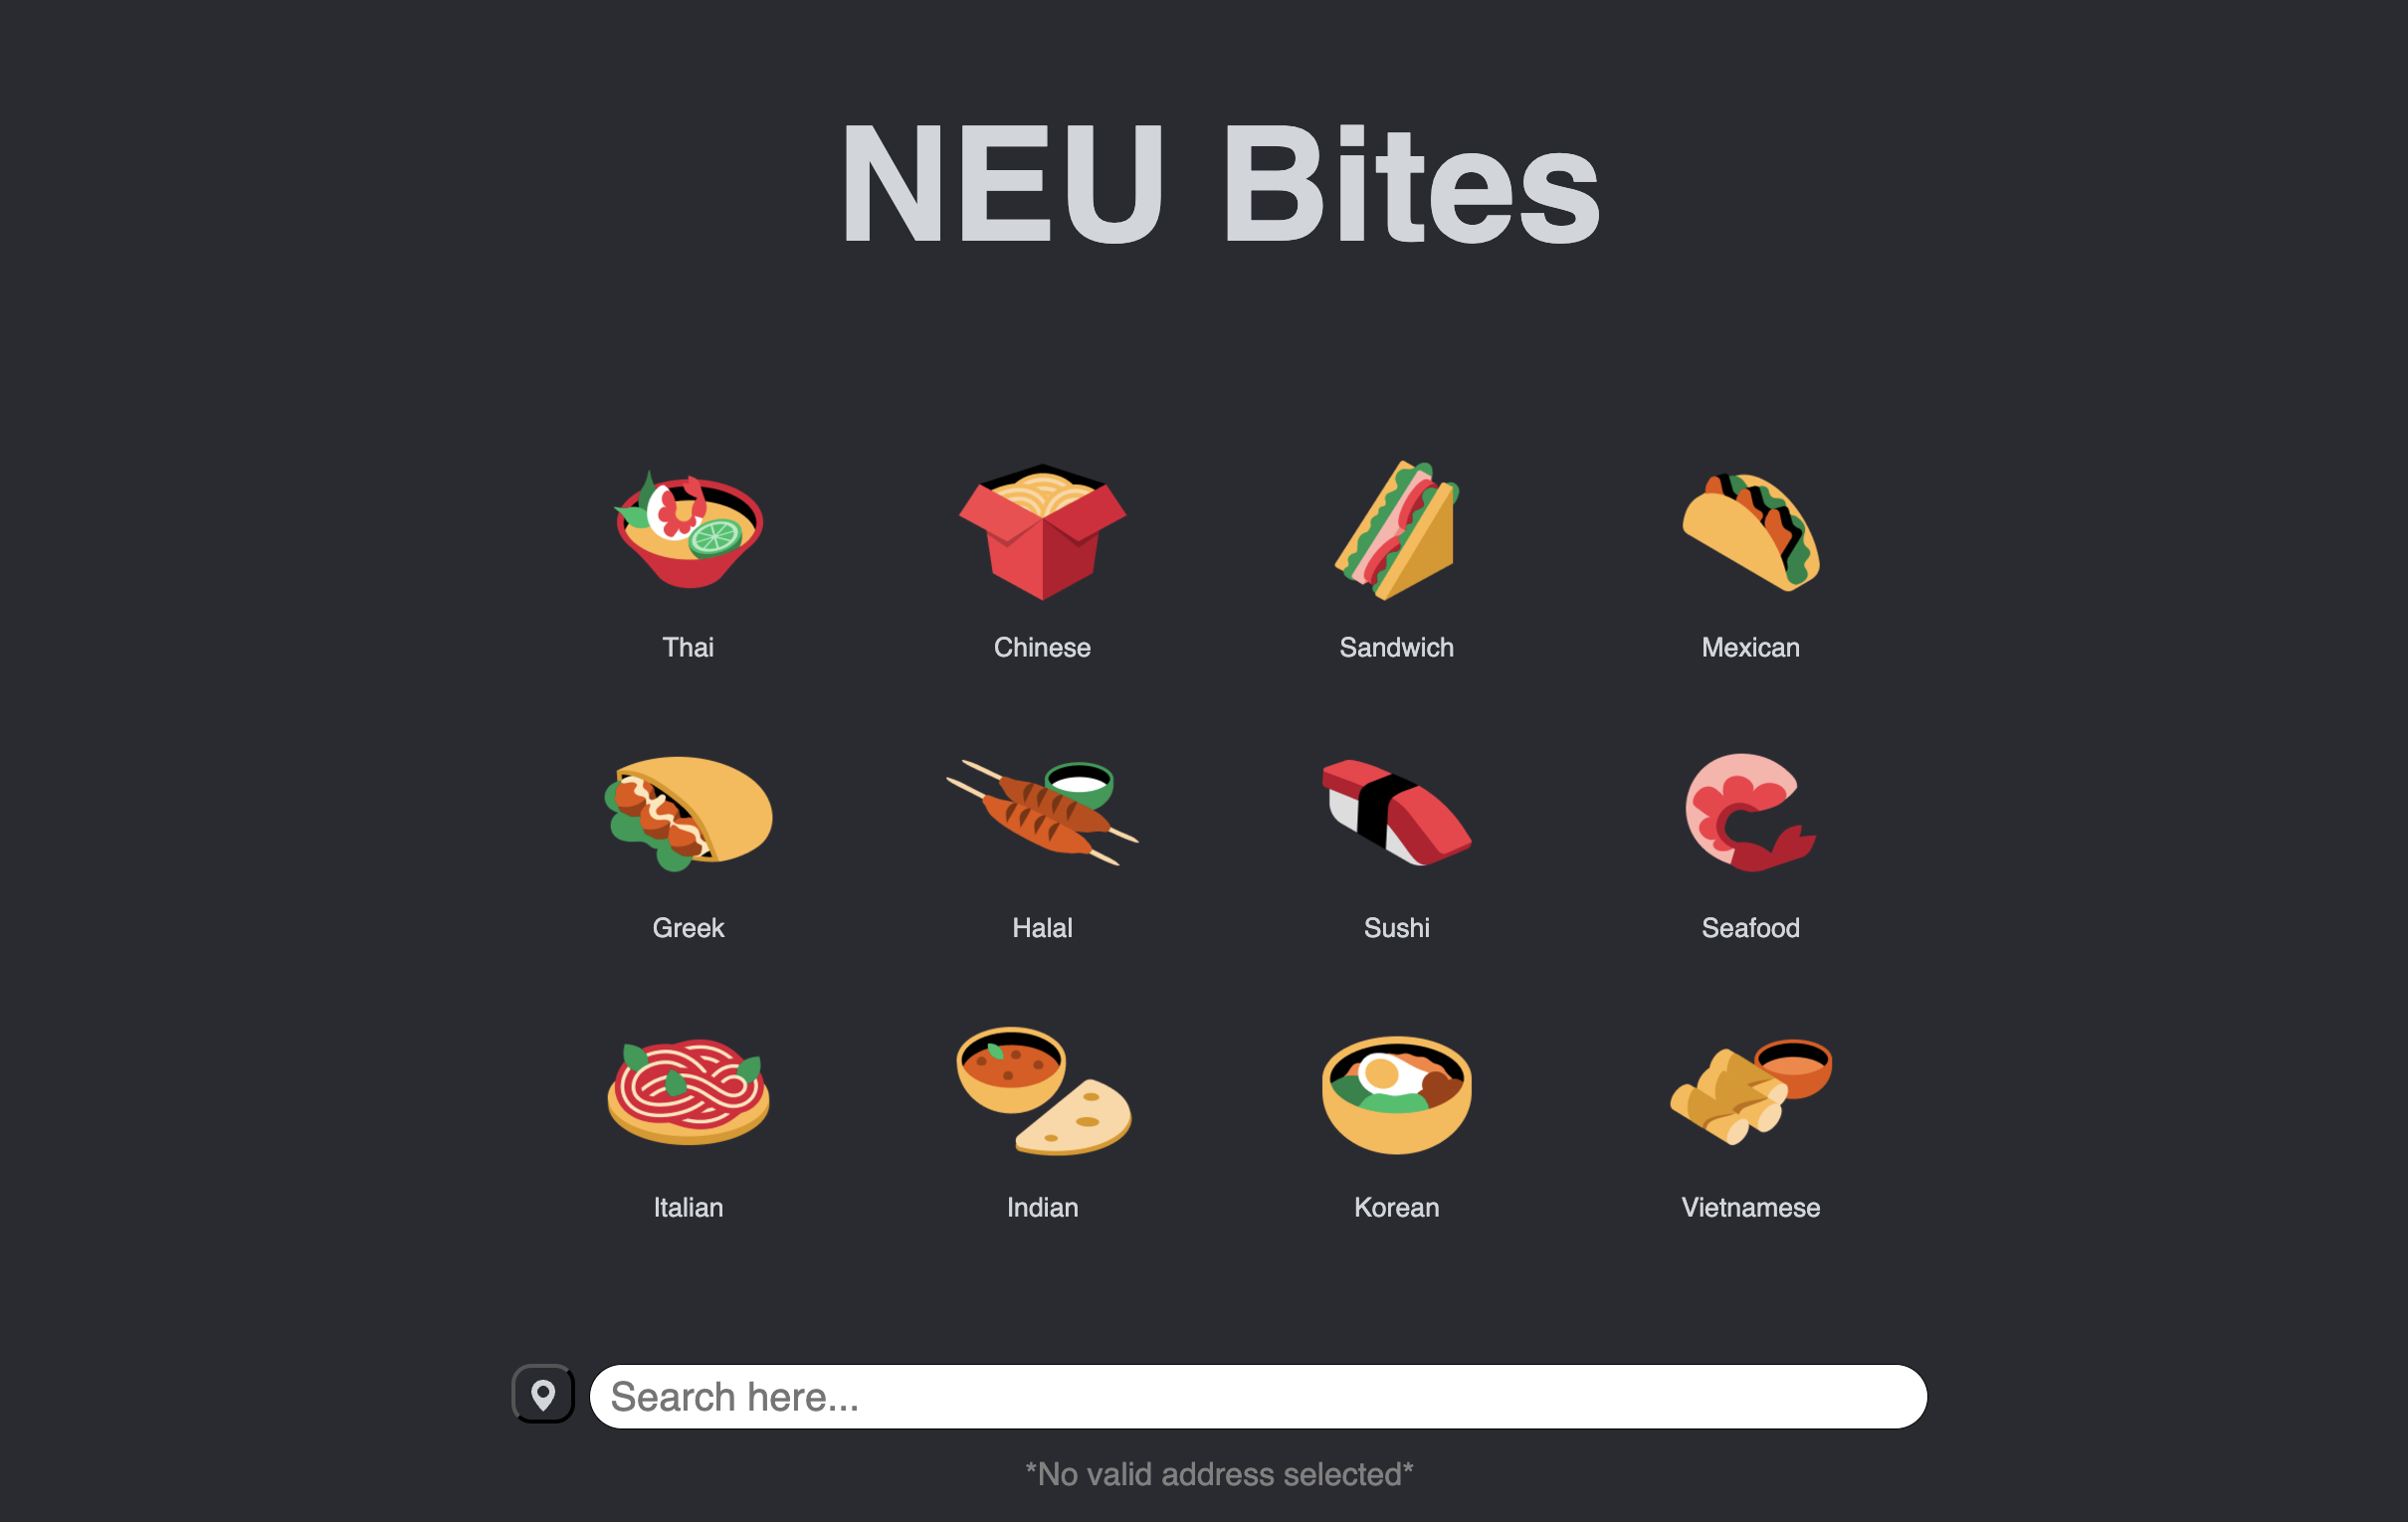 NEU Bites
Thai
Chinese
Sandwich
Mexican
Greek
Halal
Sushi
Seafood
Italian
Indian
Korean
Vietnamese
Search here...
*No valid address selected*